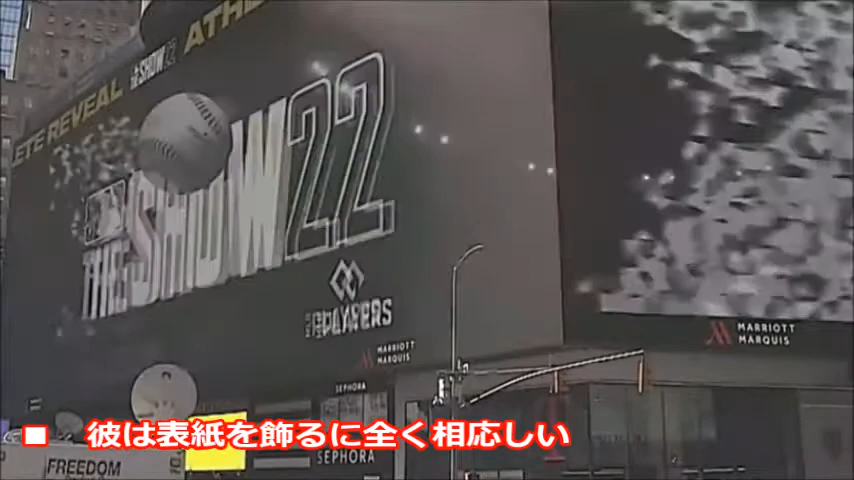 ATHLE
THE SHOW 22
ETE REVEAL
THE SHOW 22
PLAYERS
MARRIOTT
MARQUIS
MARRIOTT
MARQUIS
SEPHORA
SEPHORA
FREEDOM
■ 彼は表紙を飾るに全く相応しい